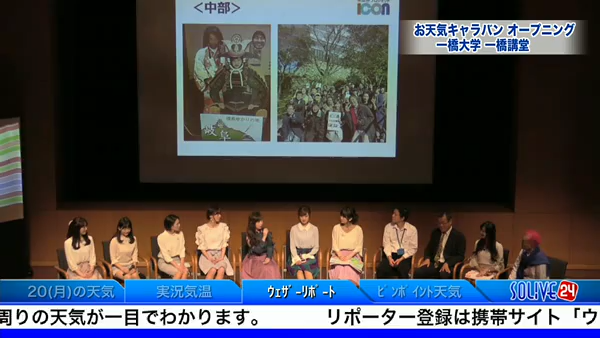 <中部>
icon
お天気キャラバン オープニング
一橋大学 一橋講堂
岐阜
20(月)の天気
実況気温
ｳｪｻﾞｰﾘﾎﾟｰﾄ
ﾋﾟﾝﾎﾟｲﾝﾄ天気
SOLiVE24
周りの天気が一目でわかります。 リポーター登録は携帯サイト「ウ